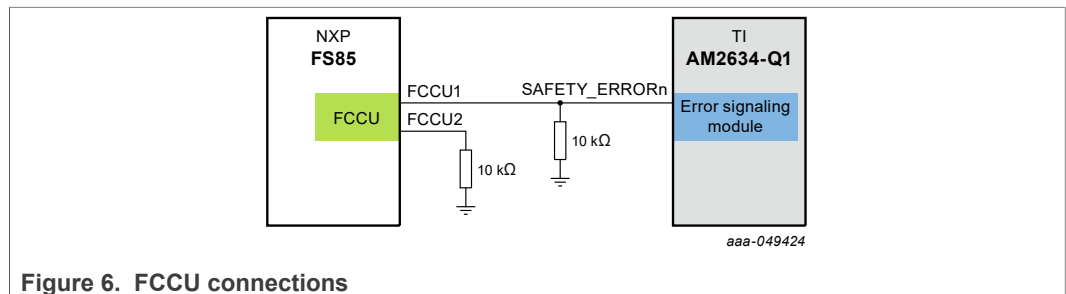 NXP
FS85
TI
AM2634-Q1
FCCU1
SAFETY_ERRORn
FCCU
FCCU2
Error signaling
module
10 kΩ
10 kΩ
aaa-049424
Figure 6. FCCU connections